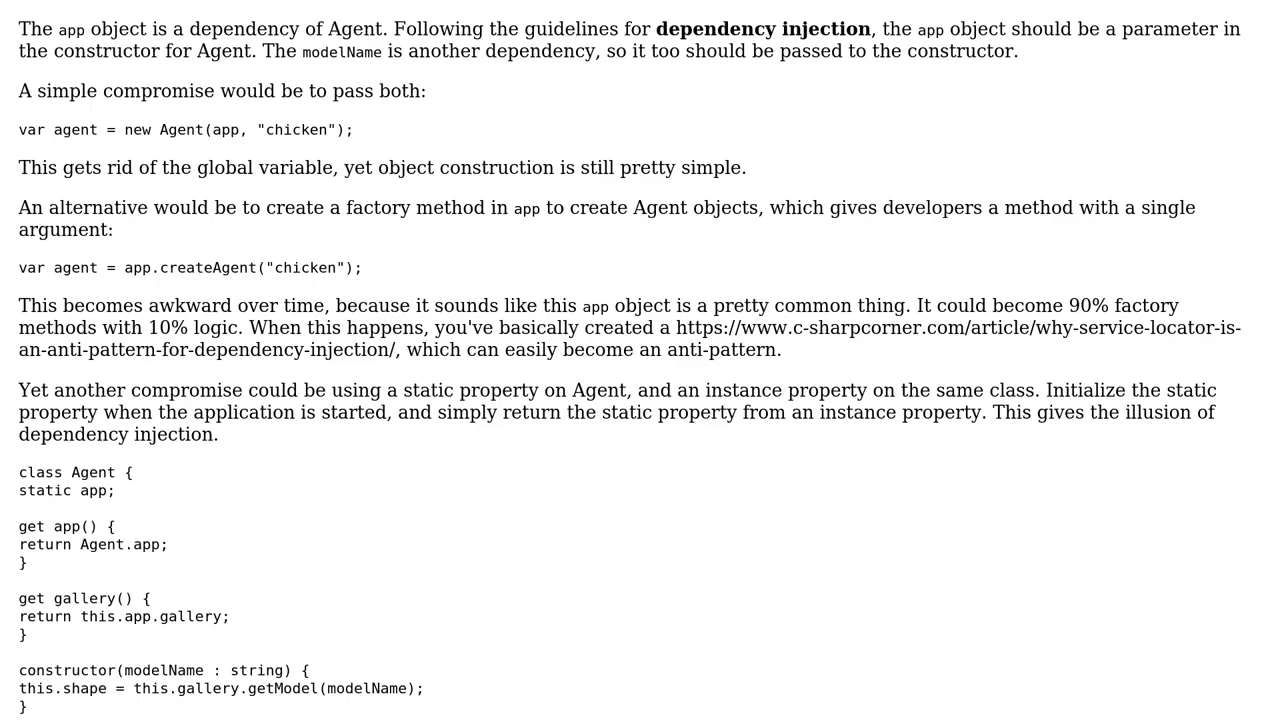 The app object is a dependency of Agent. Following the guidelines for dependency injection, the app object should be a parameter in
the constructor for Agent. The modelName is another dependency, so it too should be passed to the constructor.
A simple compromise would be to pass both:
var agent = new Agent(app, "chicken");
This gets rid of the global variable, yet object construction is still pretty simple.
An alternative would be to create a factory method in app to create Agent objects, which gives developers a method with a single
argument:
var agent = app.createAgent("chicken");
This becomes awkward over time, because it sounds like this app object is a pretty common thing. It could become 90% factory
methods with 10% logic. When this happens, you've basically created a https://www.c-sharpcorner.com/article/why-service-locator-is-
an-anti-pattern-for-dependency-injection/, which can easily become an anti-pattern.
Yet another compromise could be using a static property on Agent, and an instance property on the same class. Initialize the static
property when the application is started, and simply return the static property from an instance property. This gives the illusion of
dependency injection.
class Agent {
static app;
get app() {
return Agent.app;
}
get gallery() {
return this.app.gallery;
}
constructor(modelName : string) {
this.shape = this.gallery.getModel(modelName);
}